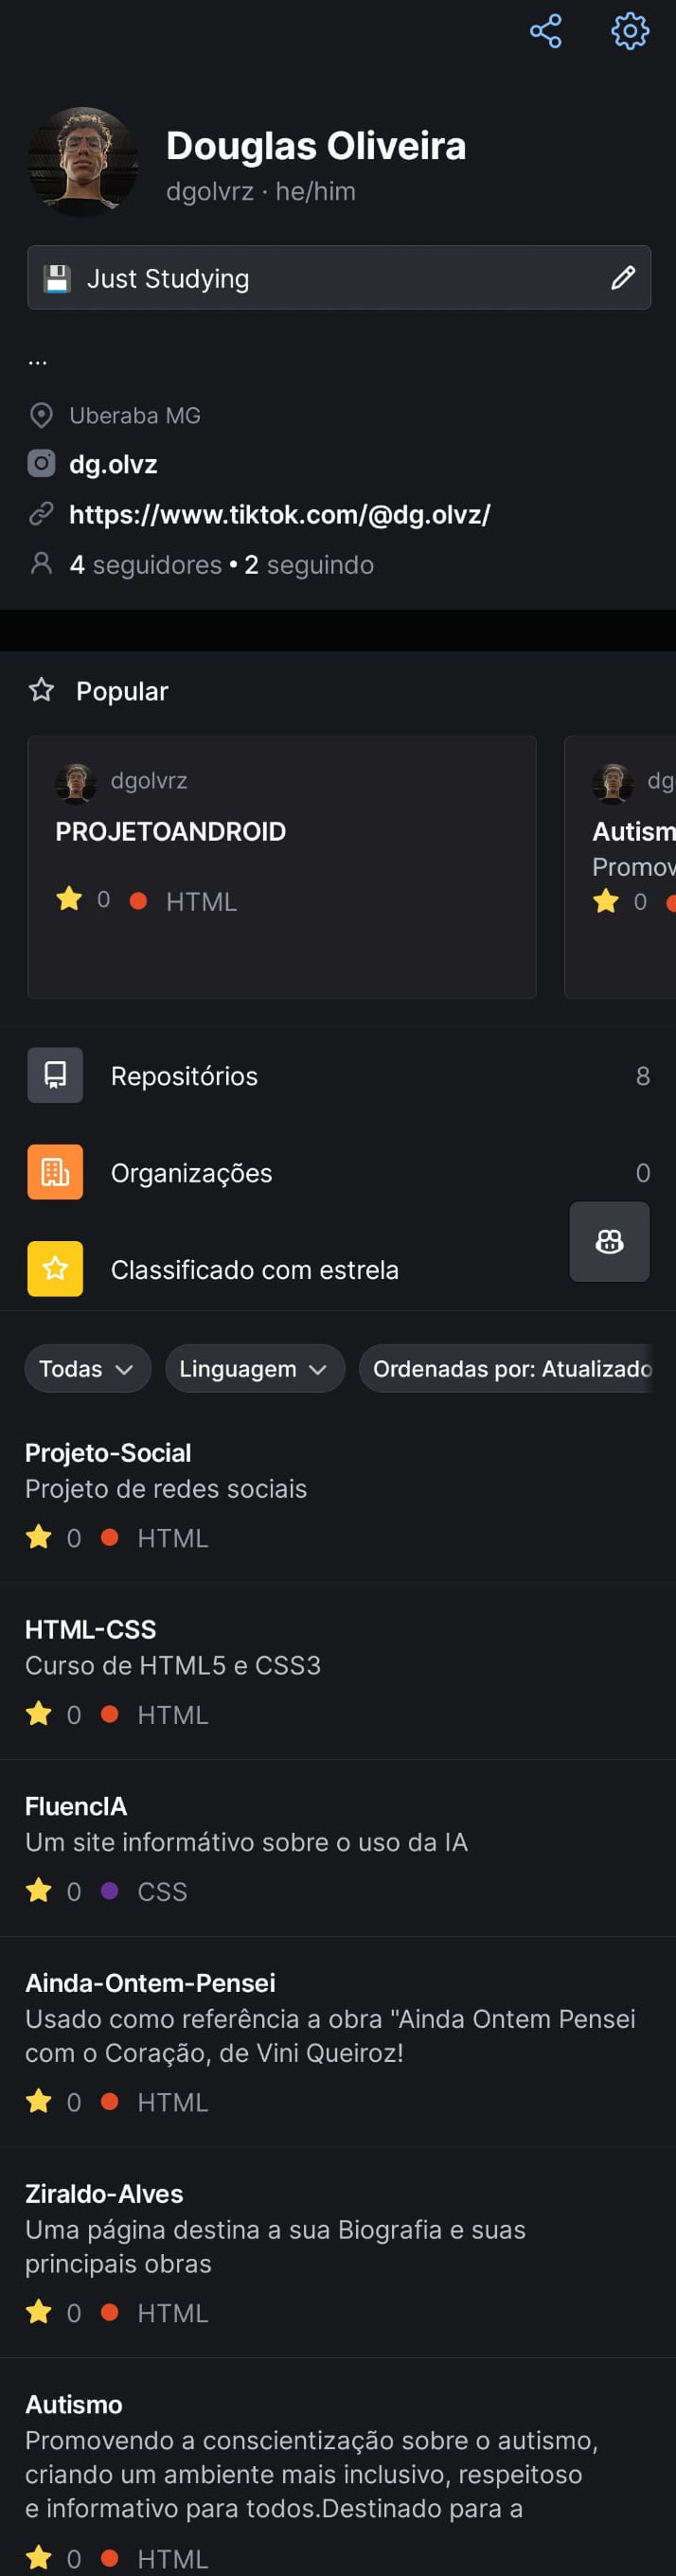 Douglas Oliveira
dgolvrz · he/him
Just Studying
...
Uberaba MG
dg.olvz
https://www.tiktok.com/@dg.olvz/
4 seguidores • 2 seguindo
Popular
dgolvrz
PROJETOANDROID
0 HTML
dg
Autism
Promov
0
Repositórios 8
Organizações 0
Classificado com estrela
Todas Linguagem Ordenadas por: Atualizado
Projeto-Social
Projeto de redes sociais
0 HTML
HTML-CSS
Curso de HTML5 e CSS3
0 HTML
FluencIA
Um site informátivo sobre o uso da IA
0 CSS
Ainda-Ontem-Pensei
Usado como referência a obra "Ainda Ontem Pensei
com o Coração, de Vini Queiroz!
0 HTML
Ziraldo-Alves
Uma página destina a sua Biografia e suas
principais obras
0 HTML
Autismo
Promovendo a conscientização sobre o autismo,
criando um ambiente mais inclusivo, respeitoso
e informativo para todos.Destinado para a
0 HTML